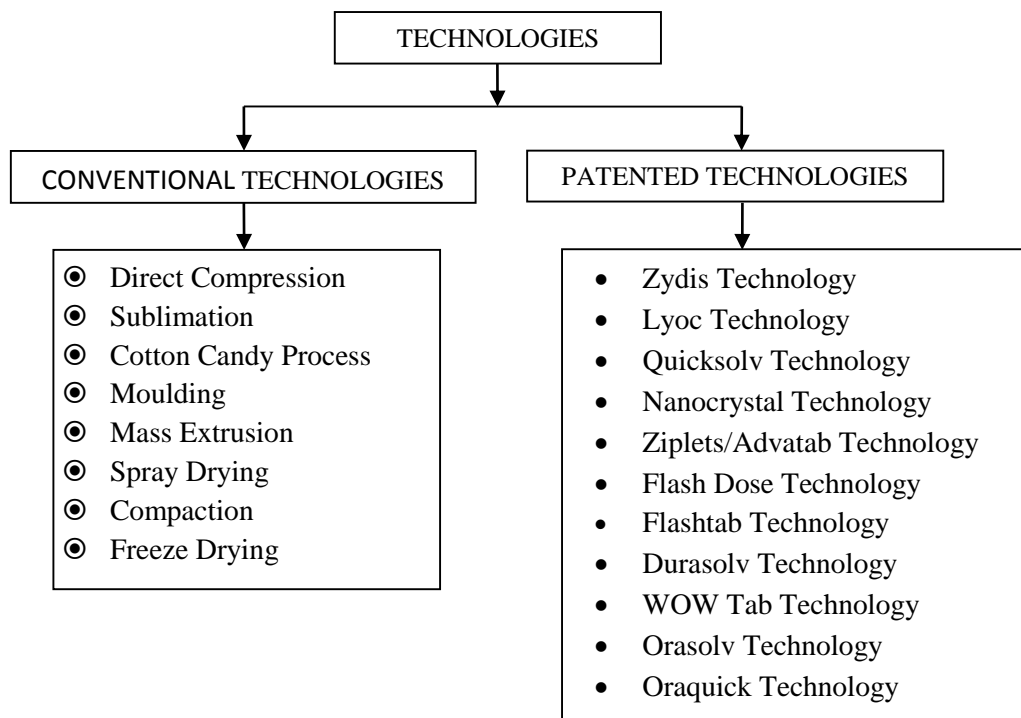 TECHNOLOGIES
CONVENTIONAL TECHNOLOGIES
Direct Compression
Sublimation
Cotton Candy Process
Moulding
Mass Extrusion
Spray Drying
Compaction
Freeze Drying
PATENTED TECHNOLOGIES
Zydis Technology
Lyoc Technology
Quicksolv Technology
Nanocrystal Technology
Ziplets/Advatab Technology
Flash Dose Technology
Flashtab Technology
Durasolv Technology
WOW Tab Technology
Orasolv Technology
Oraquick Technology